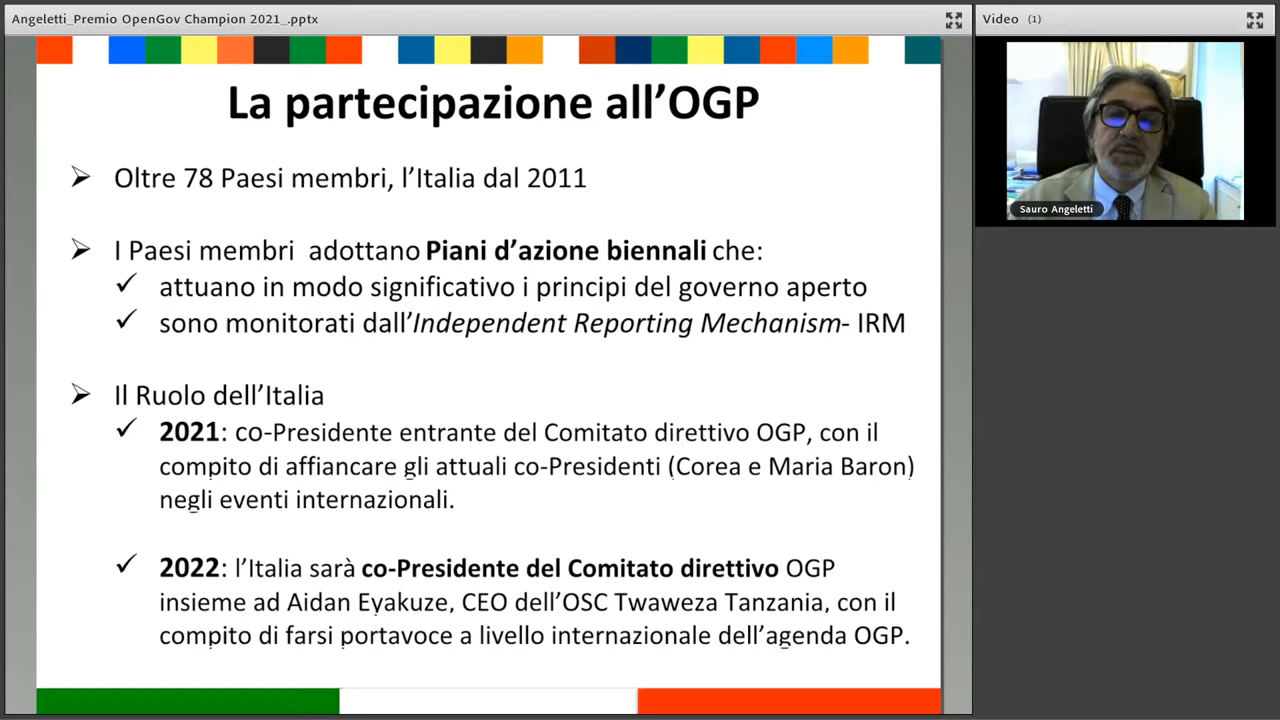 Angeletti_Premio OpenGov Champion 2021_.pptx
Video (1)
La partecipazione all’OGP
Oltre 78 Paesi membri, l’Italia dal 2011
I Paesi membri adottano Piani d’azione biennali che:
attuano in modo significativo i principi del governo aperto
sono monitorati dall’Independent Reporting Mechanism- IRM
Il Ruolo dell’Italia
2021: co-Presidente entrante del Comitato direttivo OGP, con il
compito di affiancare gli attuali co-Presidenti (Corea e Maria Baron)
negli eventi internazionali.
2022: l’Italia sarà co-Presidente del Comitato direttivo OGP
insieme ad Aidan Eyakuze, CEO dell’OSC Twaweza Tanzania, con il
compito di farsi portavoce a livello internazionale dell’agenda OGP.
Sauro Angeletti